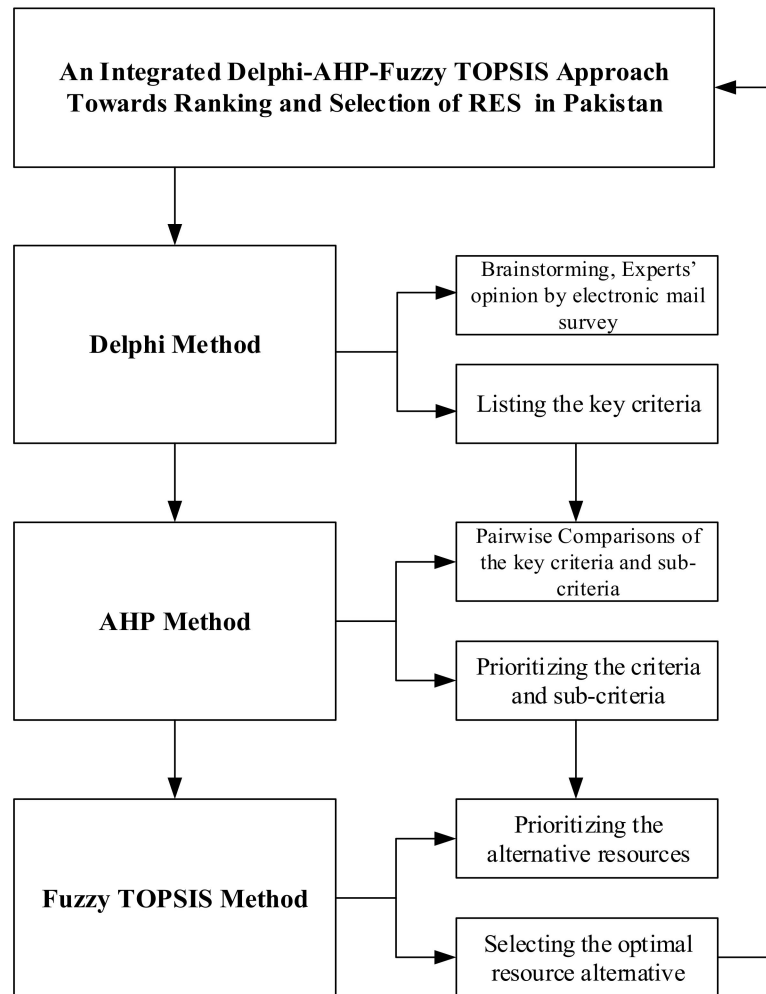 An Integrated Delphi-AHP-Fuzzy TOPSIS Approach
Towards Ranking and Selection of RES in Pakistan
Delphi Method
Brainstorming, Experts’
opinion by electronic mail
survey
Listing the key criteria
AHP Method
Pairwise Comparisons of
the key criteria and sub-
criteria
Prioritizing the criteria
and sub-criteria
Fuzzy TOPSIS Method
Prioritizing the
alternative resources
Selecting the optimal
resource alternative